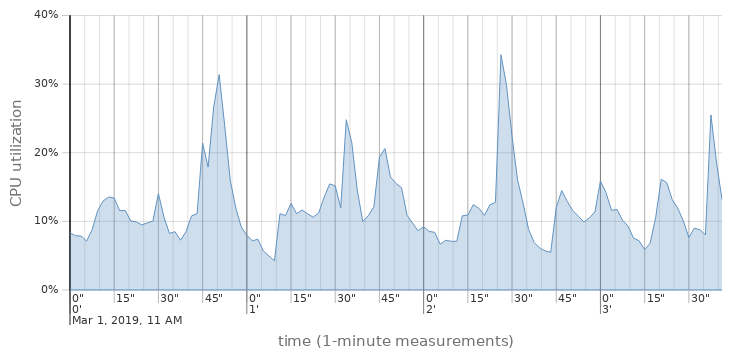 40%
30%
20%
10%
0%
CPU utilization
0" 15" 30" 45" 0" 15" 30" 45" 0" 15" 30" 45" 0" 15" 30"
0' 1' 2' 3'
Mar 1, 2019, 11 AM
time (1-minute measurements)